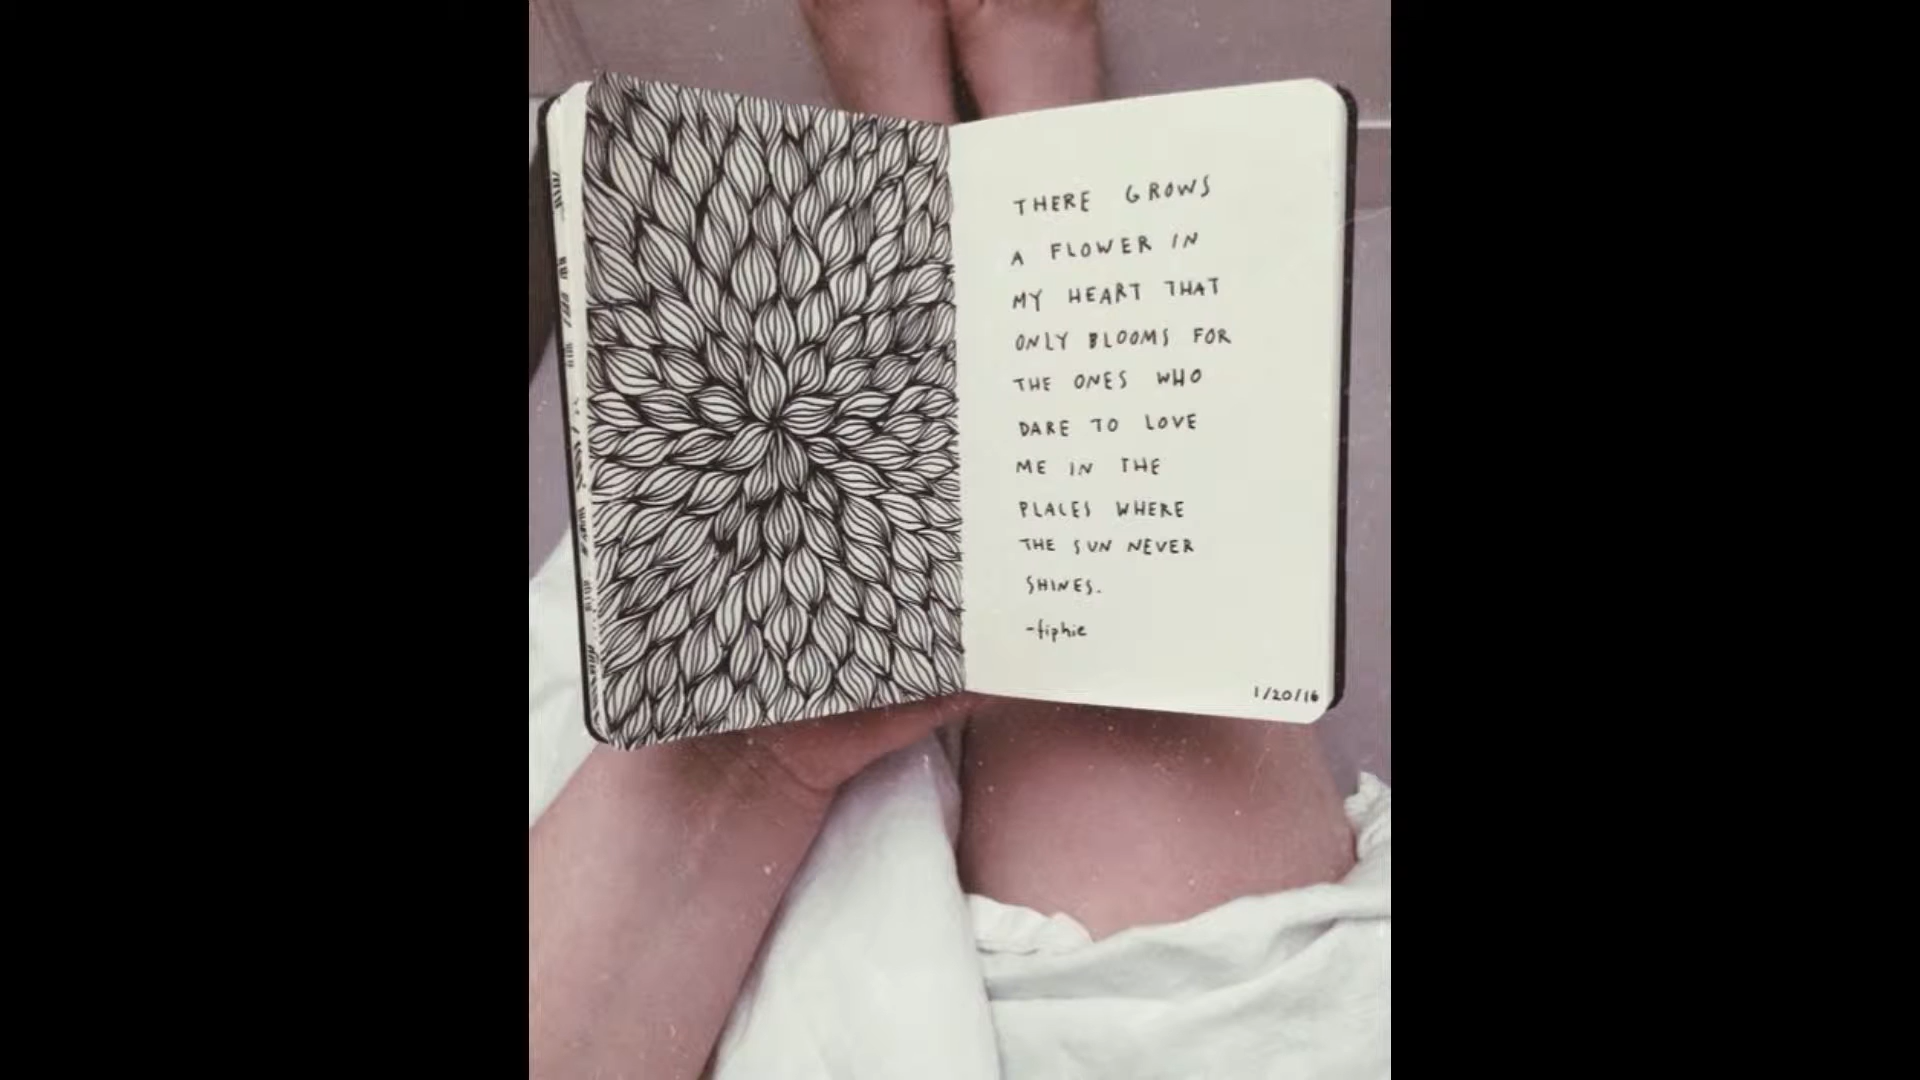 THERE GROWS
A FLOWER IN
MY HEART THAT
ONLY BLOOMS FOR
THE ONES WHO
DARE TO LOVE
ME IN THE
PLACES WHERE
THE SUN NEVER
SHINES.
-tiphie
1/20/16